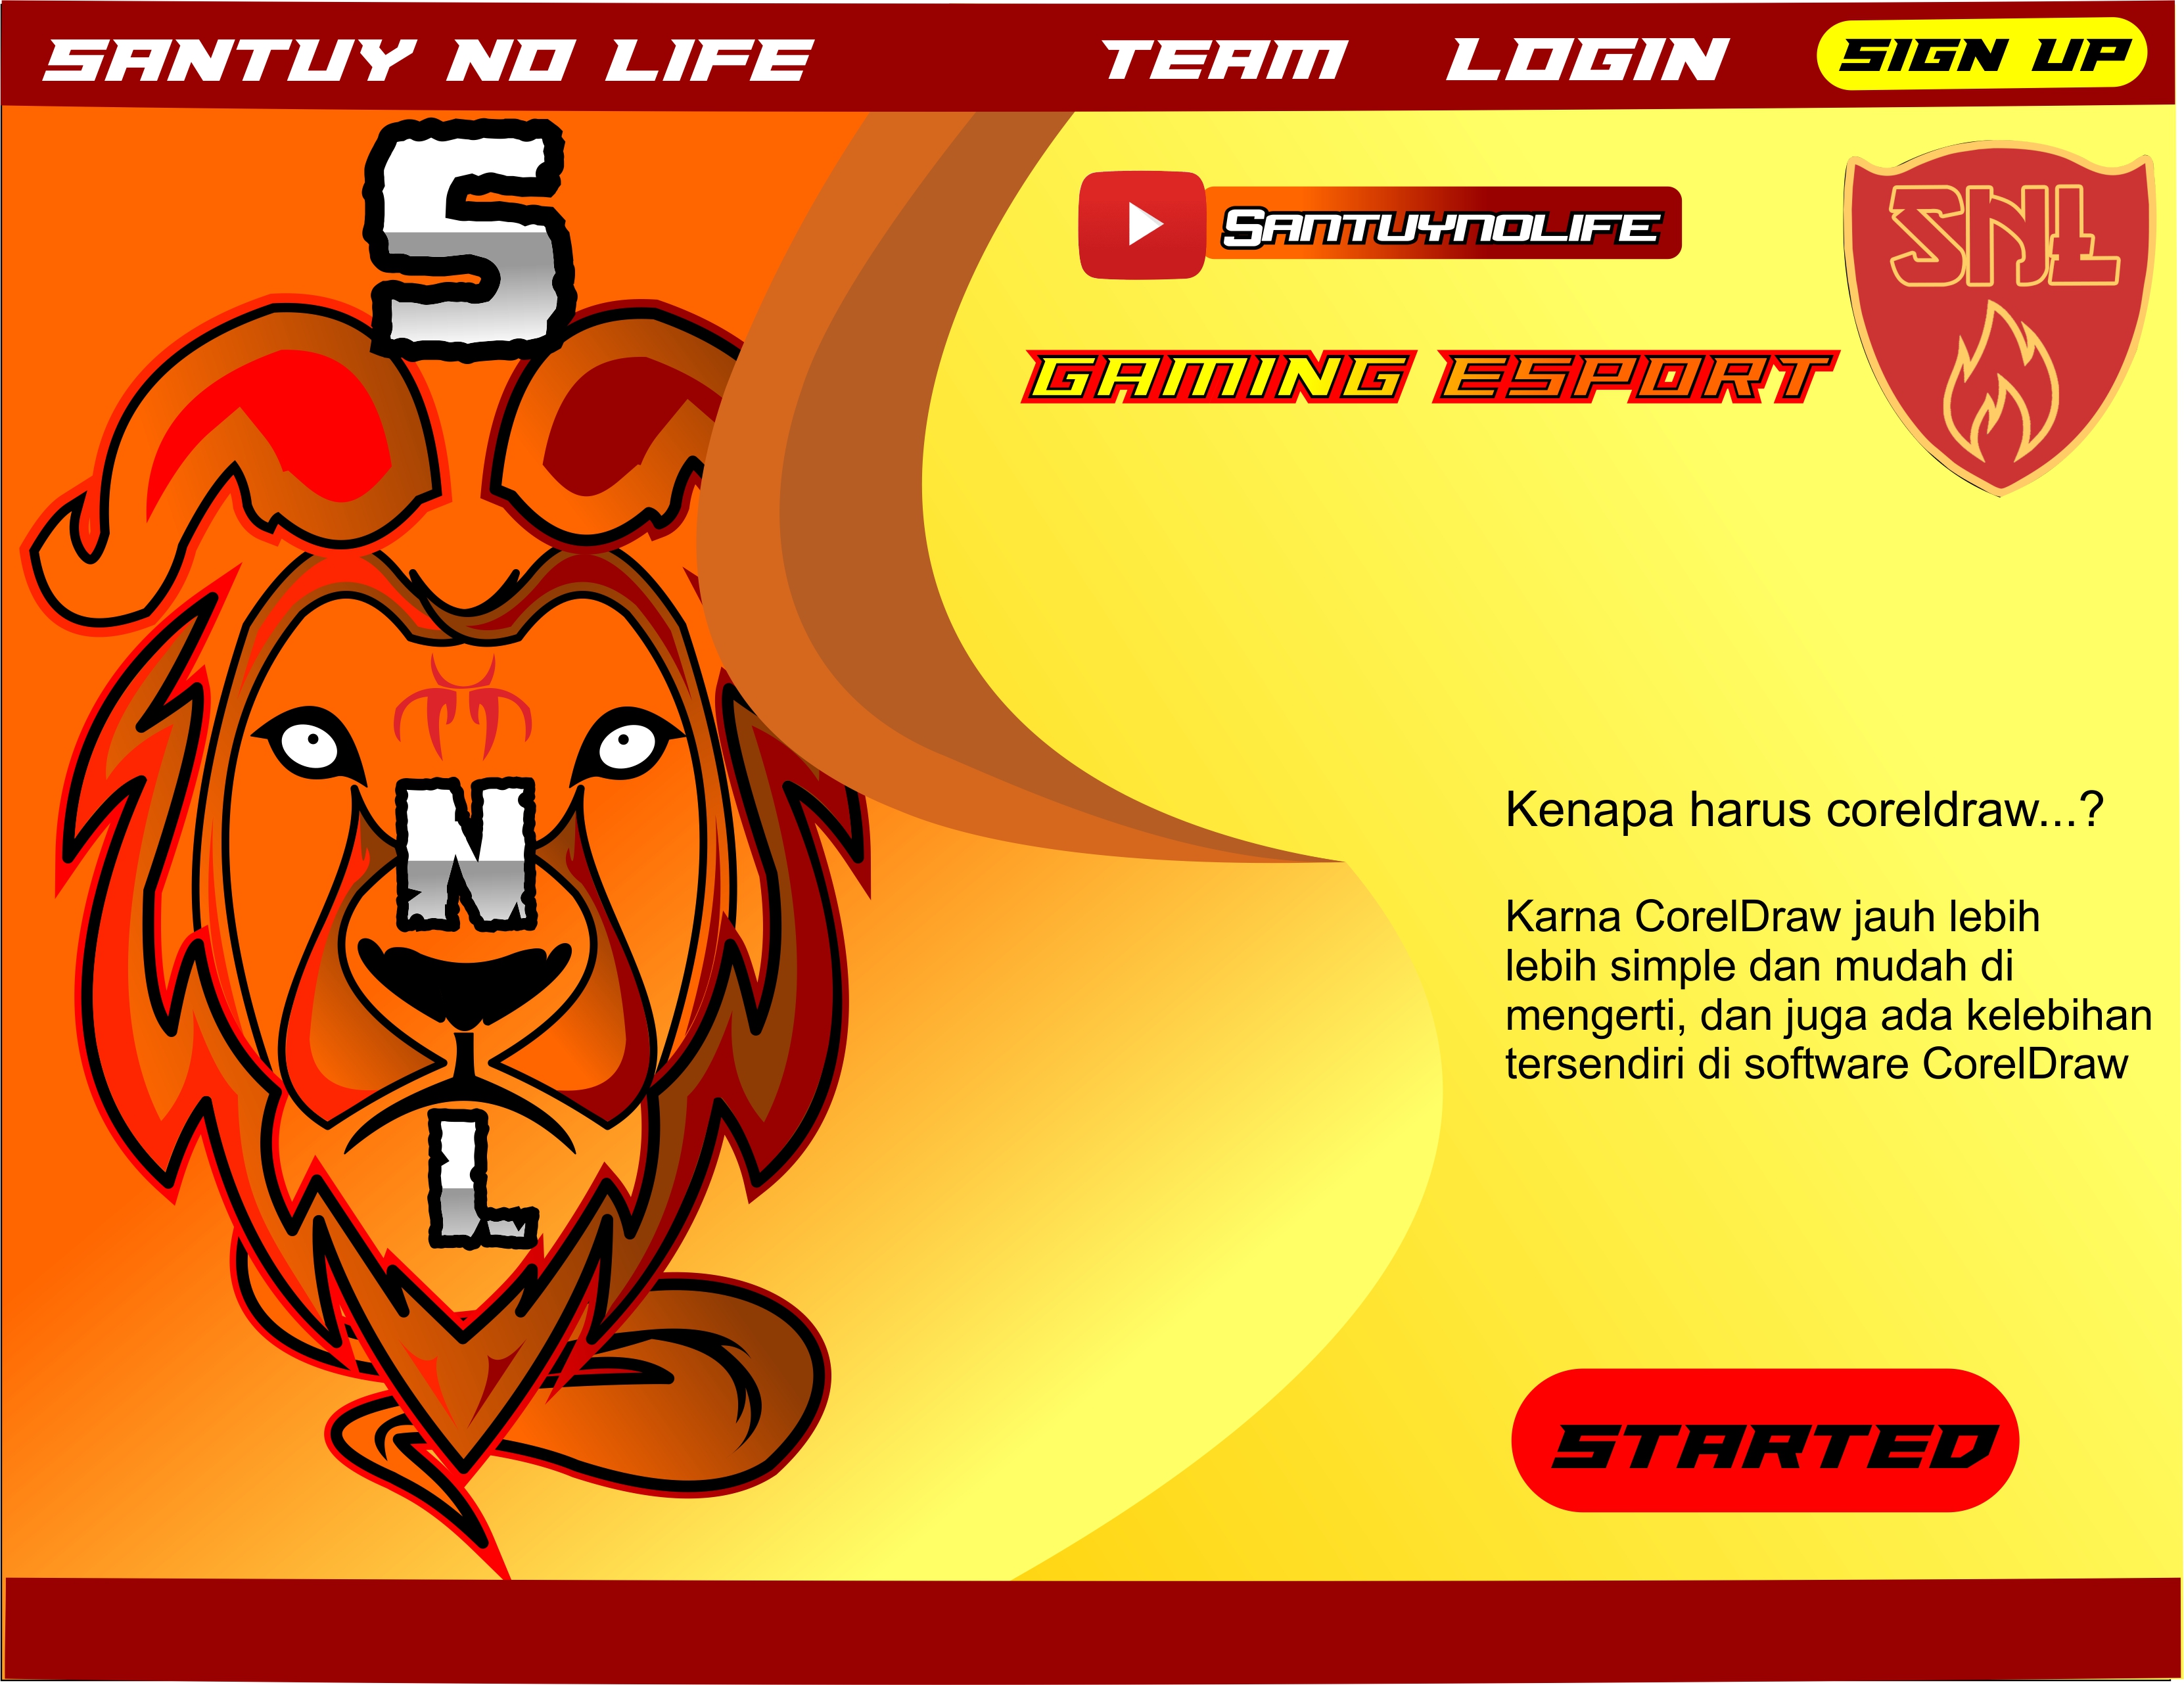 SANTUY NO LIFE
TEAM
LOGIN
SIGN UP
S
N
L
SANTUYNOLIFE
GAMING ESPORT
SNL
Kenapa harus coreldraw...?
Karna CorelDraw jauh lebih
lebih simple dan mudah di
mengerti, dan juga ada kelebihan
tersendiri di software CorelDraw
STARTED